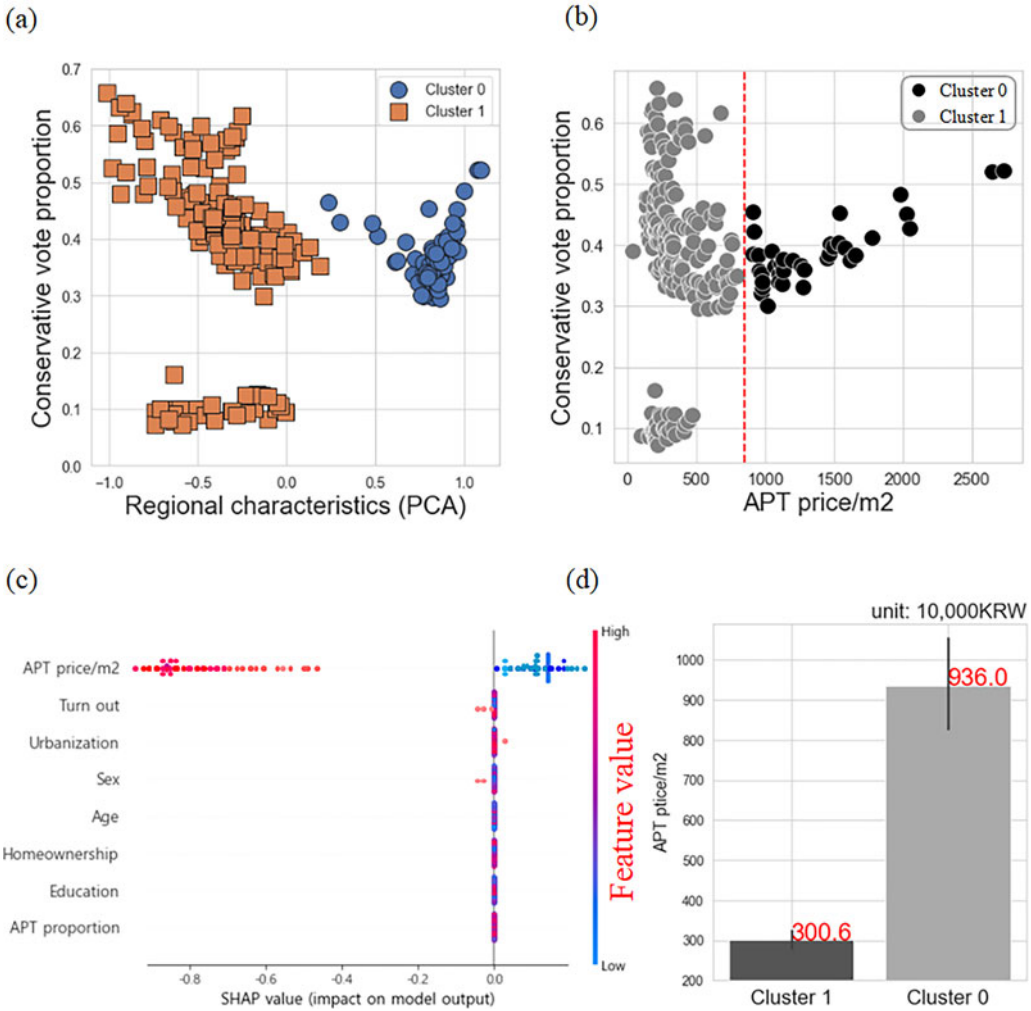 (a)
Conservative vote proportion
0.7
0.6
0.5
0.4
0.3
0.2
0.1
0.0
Cluster 0
Cluster 1
−1.0 −0.5 0.0 0.5 1.0
Regional characteristics (PCA)
(b)
Conservative vote proportion
0.6
0.5
0.4
0.3
0.2
0.1
Cluster 0
Cluster 1
0 500 1000 1500 2000 2500
APT price/m2
(c)
APT price/m2
Turn out
Urbanization
Sex
Age
Homeownership
Education
APT proportion
-0.8 -0.6 -0.4 -0.2 0.0
SHAP value (impact on model output)
High
Feature value
Low
(d)
unit: 10,000KRW
APT ptice/m2
1000
900
800
700
600
500
400
300
200
300.6
936.0
Cluster 1 Cluster 0